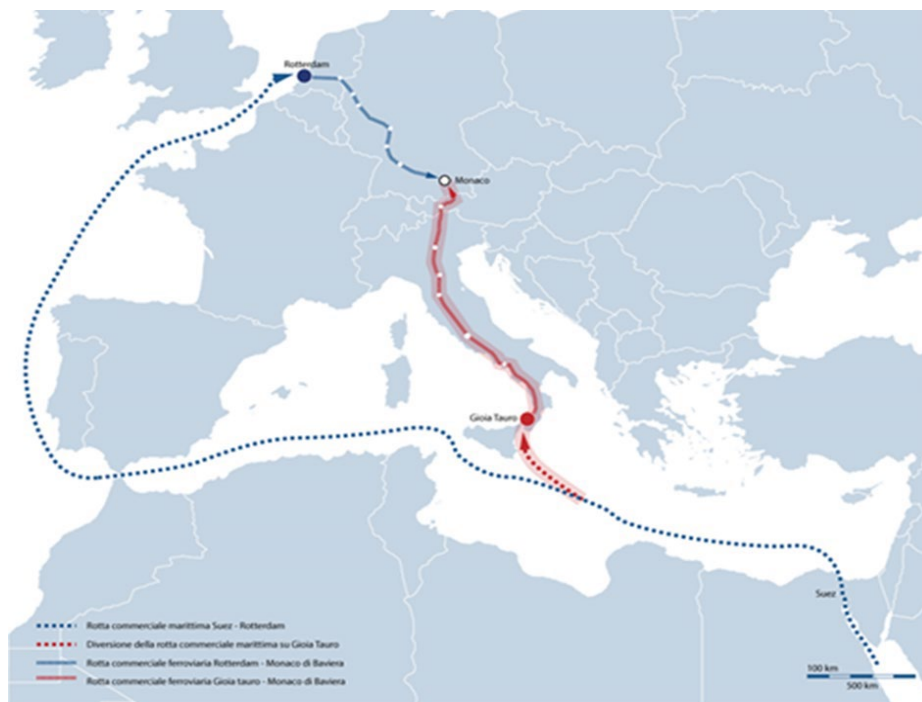 Rotterdam
Monaco
Gioia Tauro
Suez
Rotta commerciale marittima Suez - Rotterdam
Diversione della rotta commerciale marittima su Gioia Tauro
Rotta commerciale ferroviaria Rotterdam - Monaco di Baviera
Rotta commerciale ferroviaria Gioia tauro - Monaco di Baviera
100 km
500 km